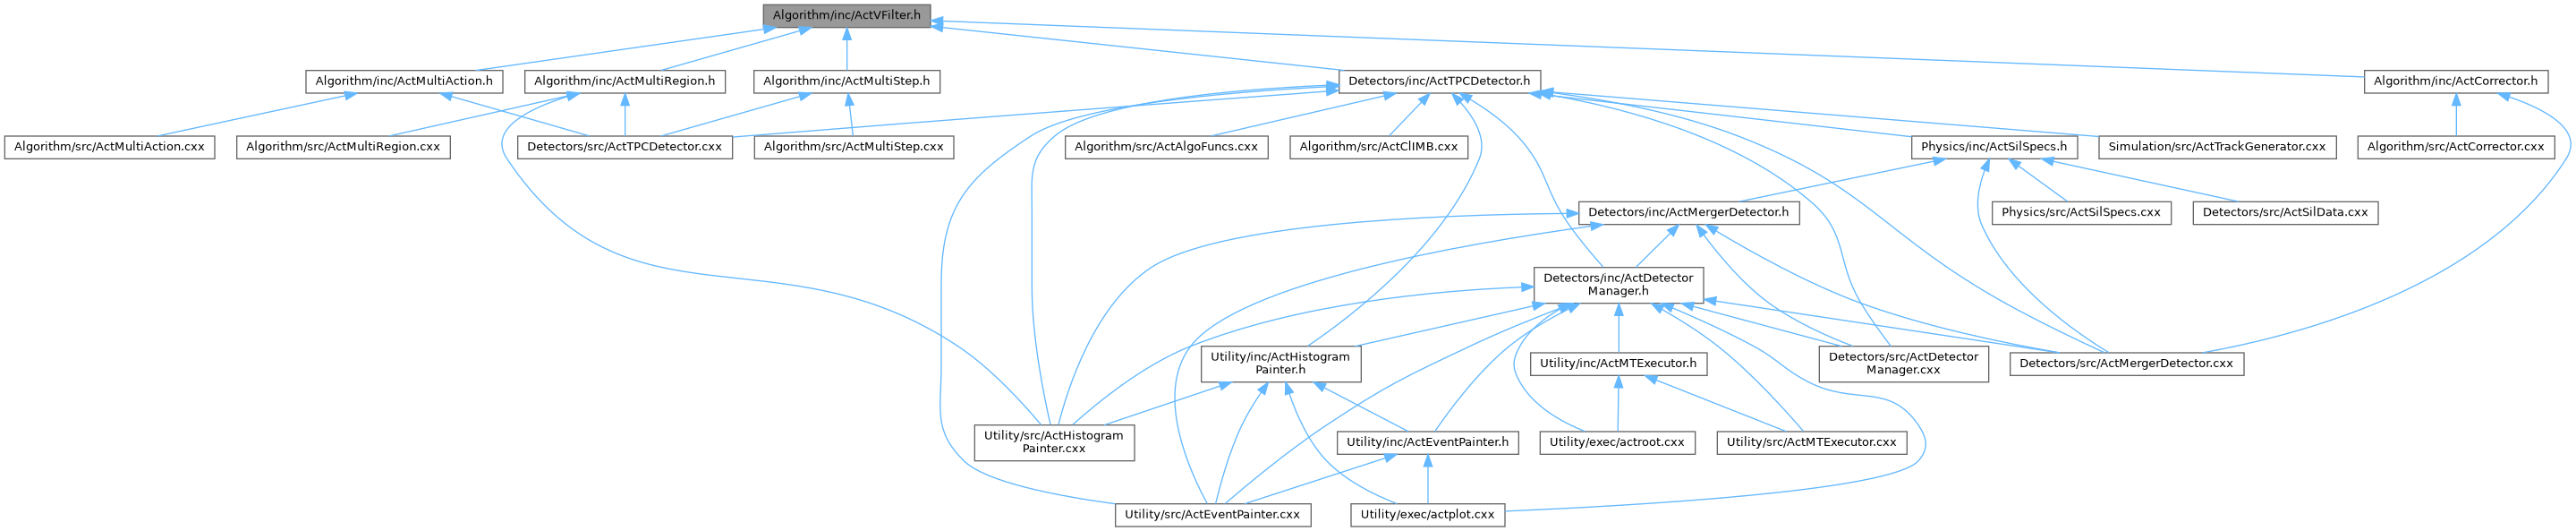 Algorithm/inc/ActVFilter.h
Algorithm/inc/ActMultiAction.h
Algorithm/inc/ActMultiRegion.h
Algorithm/inc/ActMultiStep.h
Detectors/inc/ActTPCDetector.h
Algorithm/inc/ActCorrector.h
Algorithm/src/ActMultiAction.cxx
Algorithm/src/ActMultiRegion.cxx
Detectors/src/ActTPCDetector.cxx
Algorithm/src/ActMultiStep.cxx
Algorithm/src/ActAlgoFuncs.cxx
Algorithm/src/ActClIMB.cxx
Physics/inc/ActSilSpecs.h
Simulation/src/ActTrackGenerator.cxx
Algorithm/src/ActCorrector.cxx
Detectors/inc/ActMergerDetector.h
Physics/src/ActSilSpecs.cxx
Detectors/src/ActSilData.cxx
Detectors/inc/ActDetector
Manager.h
Utility/inc/ActHistogram
Painter.h
Utility/inc/ActMTExecutor.h
Detectors/src/ActDetector
Manager.cxx
Detectors/src/ActMergerDetector.cxx
Utility/src/ActHistogram
Painter.cxx
Utility/inc/ActEventPainter.h
Utility/exec/actroot.cxx
Utility/src/ActMTExecutor.cxx
Utility/src/ActEventPainter.cxx
Utility/exec/actplot.cxx